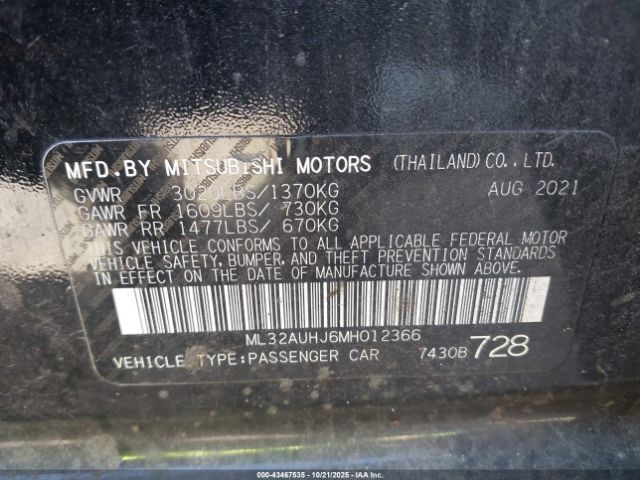 MFD.BY MITSUBISHI MOTORS (THAILAND)CO.,LTD.
GVWR 3020LBS/1370KG AUG 2021
GAWR FR 1609LBS/ 730KG
GAWR RR 1477LBS/ 670KG
THIS VEHICLE CONFORMS TO ALL APPLICABLE FEDERAL MOTOR
VEHICLE SAFETY, BUMPER, AND THEFT PREVENTION STANDARDS
IN EFFECT ON THE DATE OF MANUFACTURE SHOWN ABOVE.
ML32AUHJ6MH012366
VEHICLE TYPE:PASSENGER CAR 7430B 728
© 00-43467535 - 10/21/2025 - IAA Inc.